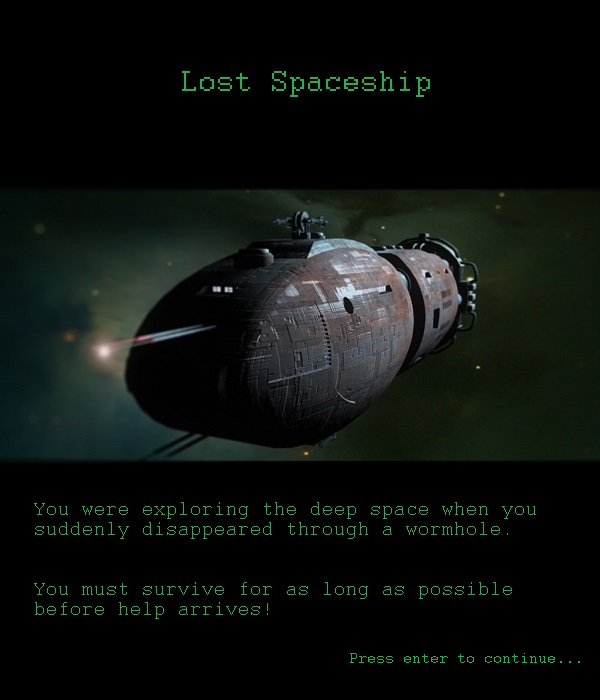 Lost Spaceship
You were exploring the deep space when you
suddenly disappeared through a wormhole.
You must survive for as long as possible
before help arrives!
Press enter to continue...